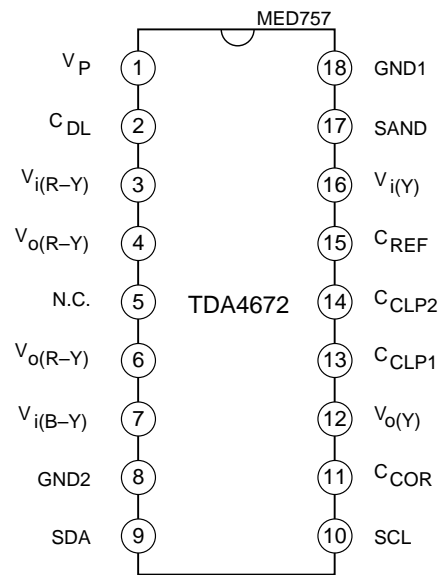 MED757
VP 1 18 GND1
CDL 2 17 SAND
Vi(R–Y) 3 16 Vi(Y)
Vo(R–Y) 4 15 CREF
N.C. 5 TDA4672 14 CCLP2
Vo(R–Y) 6 13 CCLP1
Vi(B–Y) 7 12 Vo(Y)
GND2 8 11 CCOR
SDA 9 10 SCL